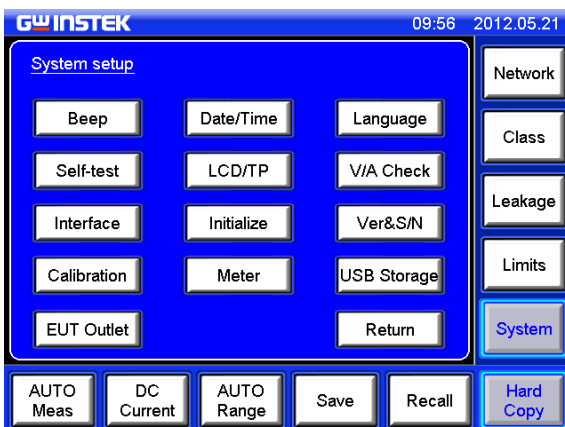 GWINSTEK 09:56 2012.05.21
System setup
Network
Beep Date/Time Language
Class
Self-test LCD/TP V/A Check
Leakage
Interface Initialize Ver&S/N
Limits
Calibration Meter USB Storage
EUT Outlet Return System
AUTO DC AUTO Save Recall Hard
Meas Current Range Copy